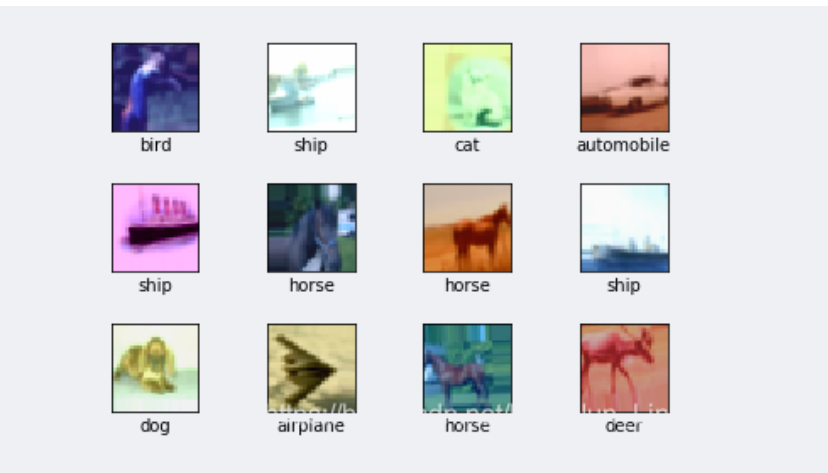 bird ship cat automobile
ship horse horse ship
dog airplane horse deer